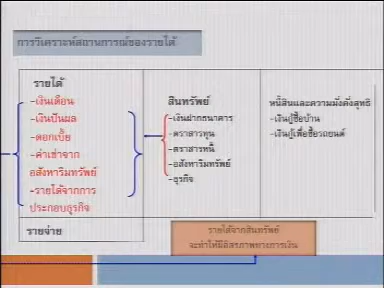 การวิเคราะห์สถานการณ์ของรายได้
รายได้
-เงินเดือน
-เงินปันผล
-ดอกเบี้ย
-ค่าเช่าจาก
อสังหาริมทรัพย์
-รายได้จากการ
ประกอบธุรกิจ
รายจ่าย
สินทรัพย์
-เงินฝากธนาคาร
-ตราสารทุน
-ตราสารหนี้
-อสังหาริมทรัพย์
-ธุรกิจ
หนี้สินและความมั่งคั่งสุทธิ
-เงินกู้ซื้อบ้าน
-เงินกู้เพื่อซื้อรถยนต์
รายได้จากสินทรัพย์
จะทำให้มีอิสรภาพทางการเงิน